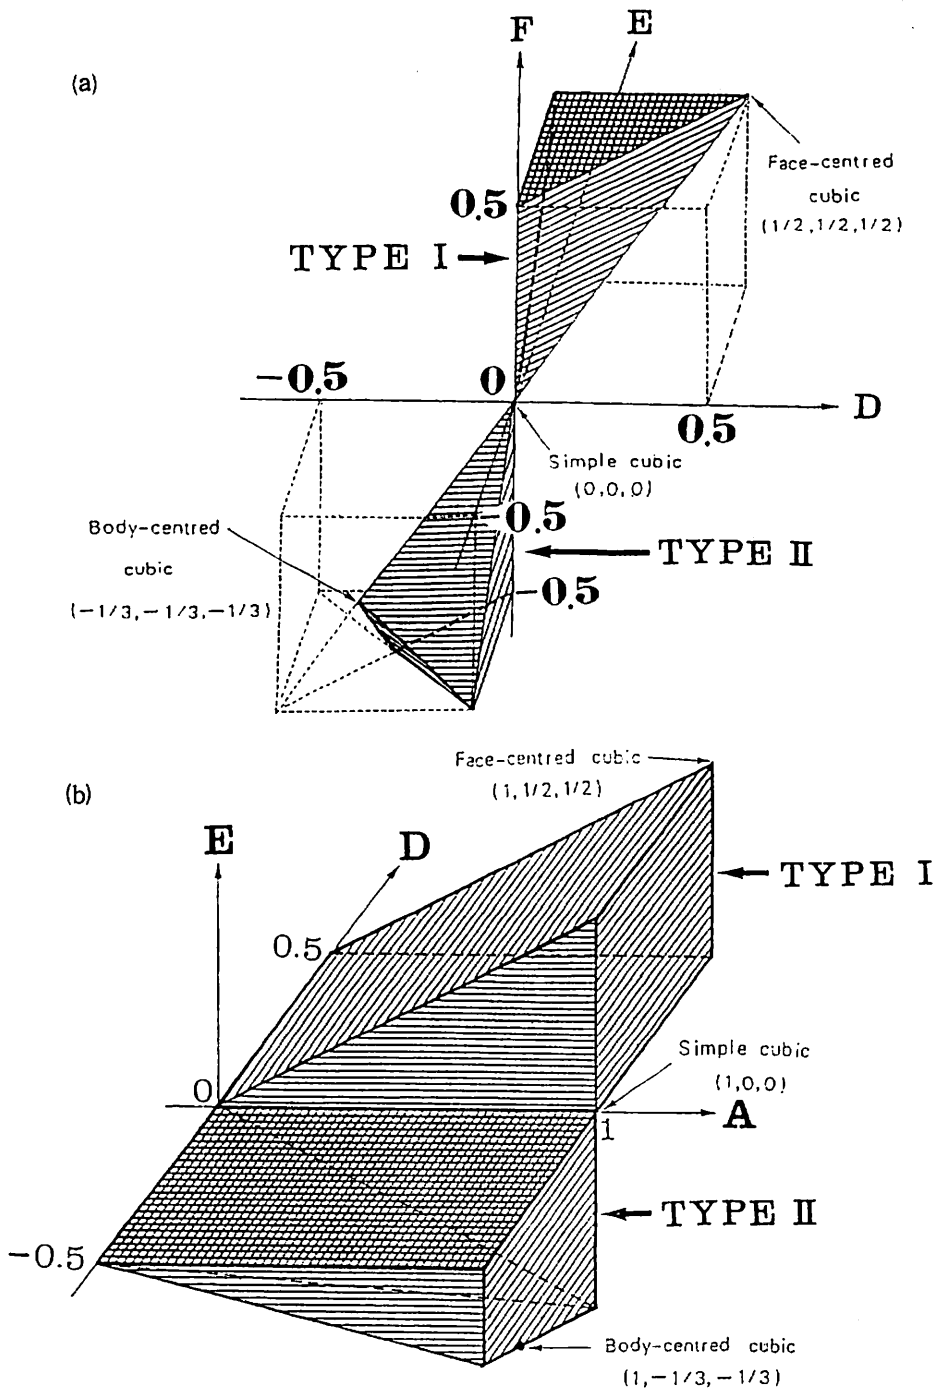 F
E
(a)
Face-centred
cubic
(1/2,1/2,1/2)
0.5
TYPE I
-0.5
0
D
0.5
Simple cubic
(0,0,0)
0.5
Body-centred
cubic
(-1/3,-1/3,-1/3)
TYPE II
-0.5
Face-centred cubic
(1,1/2,1/2)
(b)
E
D
TYPE I
0.5
Simple cubic
(1,0,0)
0
A
1
TYPE II
-0.5
Body-centred cubic
(1,-1/3,-1/3)